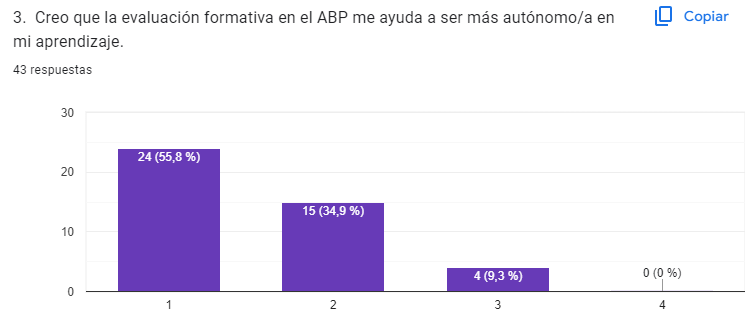 3. Creo que la evaluación formativa en el ABP me ayuda a ser más autónomo/a en
mi aprendizaje.
Copiar
43 respuestas
30
20
10
0
24 (55,8 %)
15 (34,9 %)
4 (9,3 %)
0 (0 %)
1
2
3
4